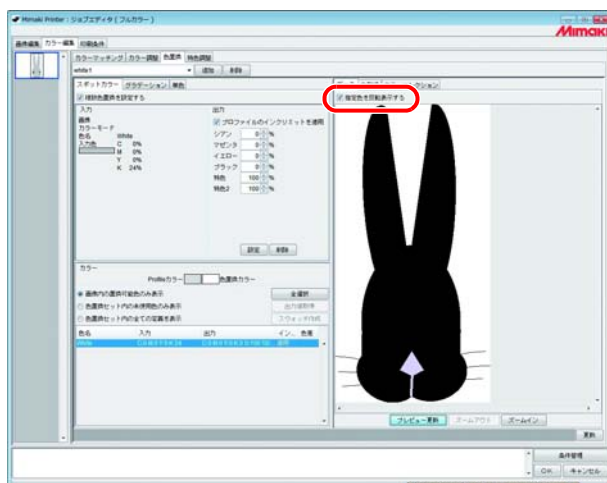 Mimaki Printer : ジョブエディタ ( フルカラー )
Mimaki
画像編集 カラー編集 印刷条件
カラーマッチング カラー調整 色置換 特色調整
white1 追加 削除
スポットカラー グラデーション 単色
複数色置換を設定する
指定色を反転表示する
入力 出力
画像
カラーモード
プロファイルのインクリミットを適用
色名 White
入力色 C 0%
M 0%
Y 0%
K 24%
シアン 0 %
マゼンタ 0 %
イエロー 0 %
ブラック 0 %
特色 100 %
特色2 100 %
設定 削除
カラー
Profileカラー 色置換カラー
画像内の置換可能色のみ表示 全選択
色置換セット内の未使用色のみ表示
色置換セット内の全ての定義を表示 スウォッチ作成
色名 入力 出力
White
プレビュー更新 ズームアウト ズームイン
更新
条件管理
OK キャンセル